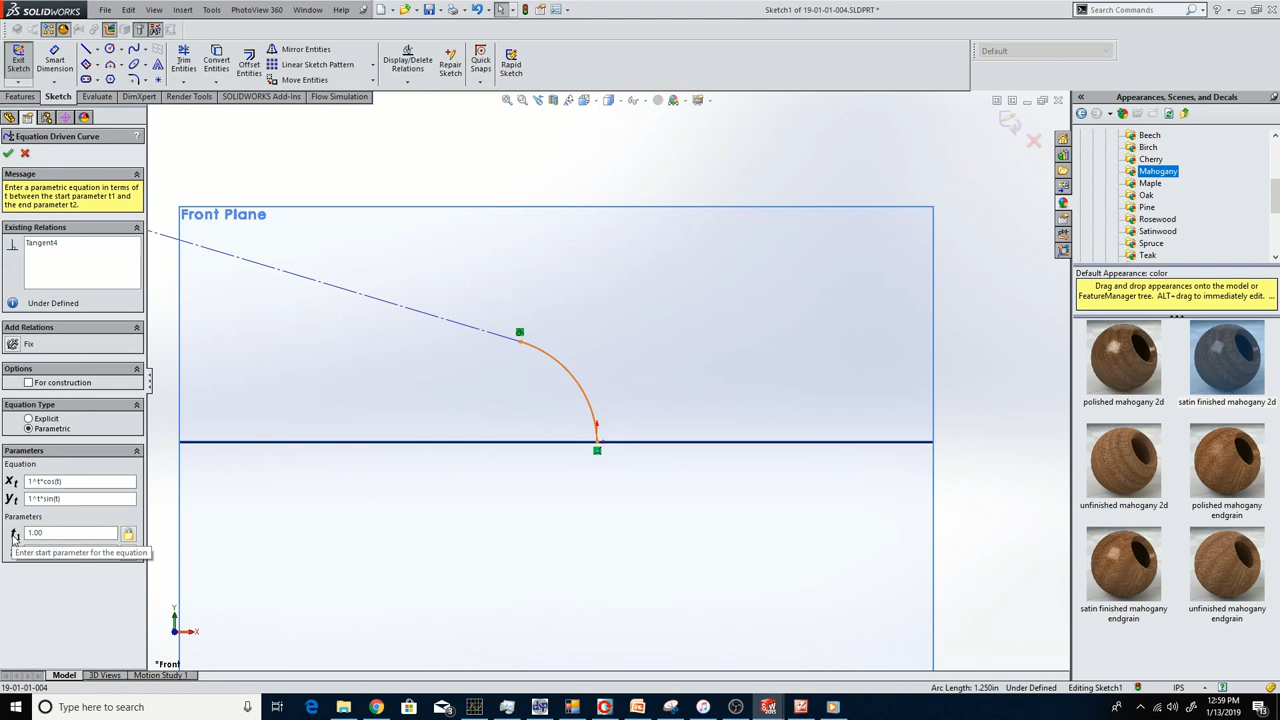 SOLIDWORKS File Edit View Insert Tools PhotoView 360 Window Help Sketch1 of 19-01-01-004.SLDPRT * Search Commands
Exit Sketch Smart Dimension Trim Entities Convert Entities Offset Entities Mirror Entities Linear Sketch Pattern Move Entities Display/Delete Relations Repair Sketch Quick Snaps Rapid Sketch Default
Features Sketch Evaluate DimXpert Render Tools SOLIDWORKS Add-Ins Flow Simulation
Equation Driven Curve
?
Message
Enter a parametric equation in terms of
t between the start parameter t1 and
the end parameter t2.
Existing Relations
Tangent4
Under Defined
Add Relations
Fix
Options
For construction
Equation Type
Explicit
Parametric
Parameters
Equation
Xt 1^t*cos(t)
yt 1^t*sin(t)
Parameters
1.00
Enter start parameter for the equation
Front Plane
Y
X
*Front
Appearances, Scenes, and Decals
Beech
Birch
Cherry
Mahogany
Maple
Oak
Pine
Rosewood
Satinwood
Spruce
Teak
Default Appearance: color
Drag and drop appearances onto the model or
FeatureManager tree. ALT+drag to immediately edit. ...
polished mahogany 2d
satin finished mahogany 2d
unfinished mahogany 2d
polished mahogany endgrain
satin finished mahogany endgrain
unfinished mahogany endgrain
Model 3D Views Motion Study 1
19-01-01-004 Arc Length: 1.250in Under Defined Editing Sketch1 IPS
Type here to search
12:59 PM
1/13/2019